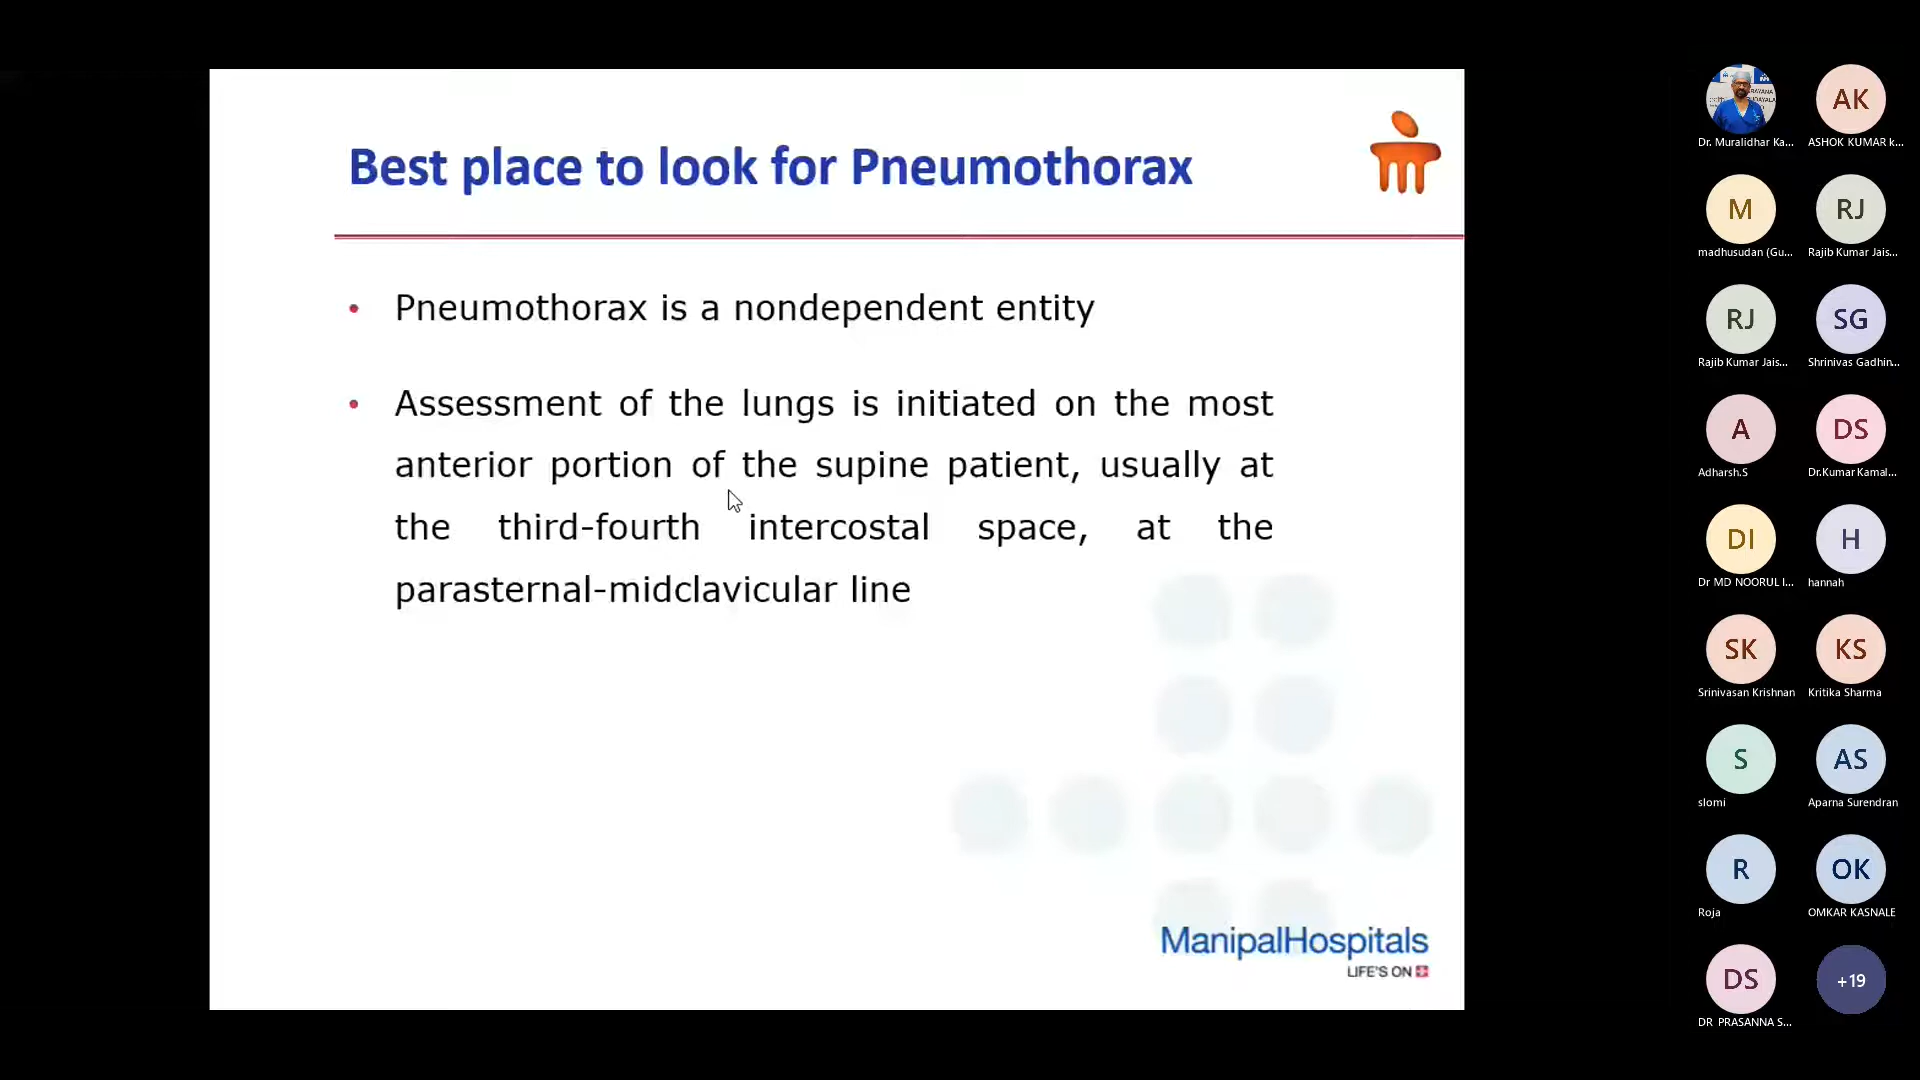 Best place to look for Pneumothorax
• Pneumothorax is a nondependent entity
• Assessment of the lungs is initiated on the most
anterior portion of the supine patient, usually at
the third-fourth intercostal space, at the
parasternal-midclavicular line
ManipalHospitals
LIFE'S ON
Dr. Muralidhar Ka...
AK
ASHOK KUMAR k...
M
madhusudan (Gu...
RJ
Rajib Kumar Jais...
RJ
Rajib Kumar Jais...
SG
Shrinivas Gadhin...
A
Adharsh.S
DS
Dr.Kumar Kamal...
DI
Dr MD NOORUL I...
H
hannah
SK
Srinivasan Krishnan
KS
Kritika Sharma
S
slomi
AS
Aparna Surendran
R
Roja
OK
OMKAR KASNALE
DS
DR PRASANNA S...
+19